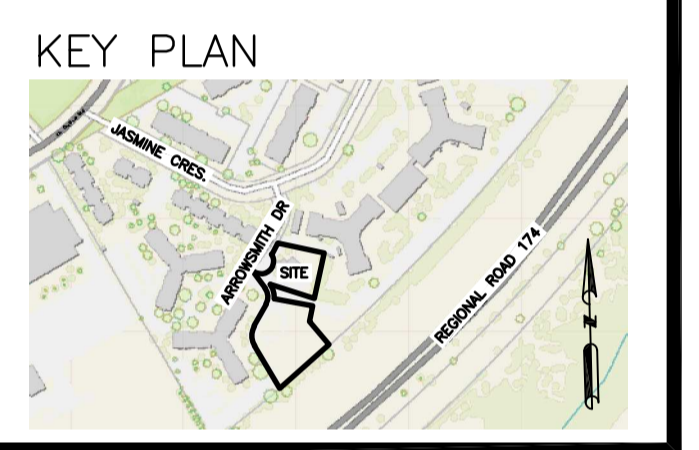 KEY PLAN
JASMINE CRES.
ARROWSMITH DR
SITE
REGIONAL ROAD 174
N